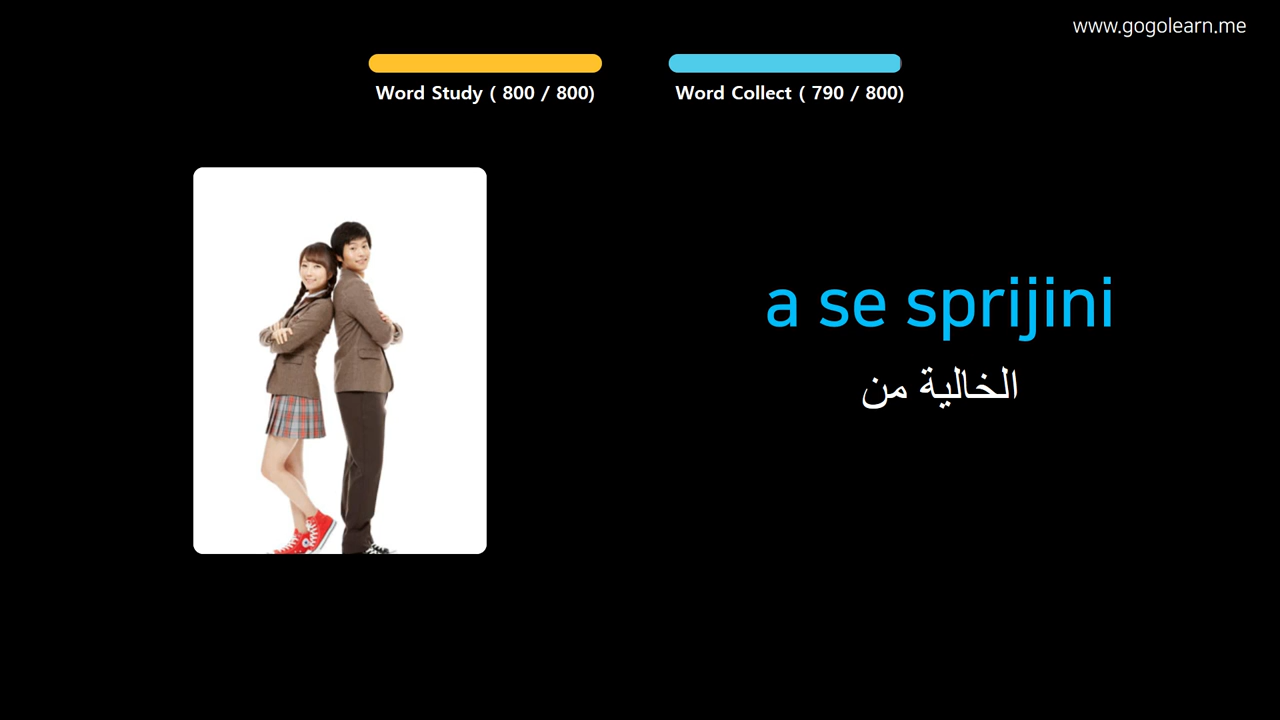 www.gogolearn.me
Word Study ( 800 / 800)
Word Collect ( 790 / 800)
a se sprijini
الخالية من